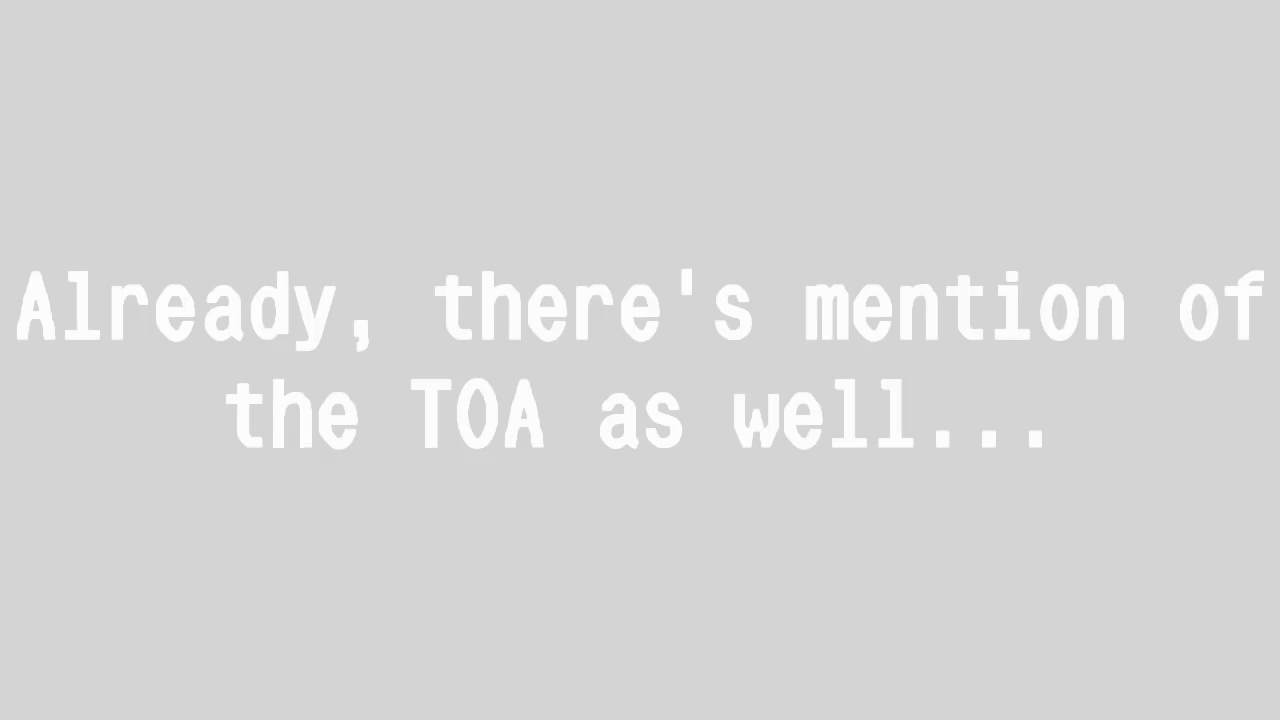 Already, there's mention of
the TOA as well...